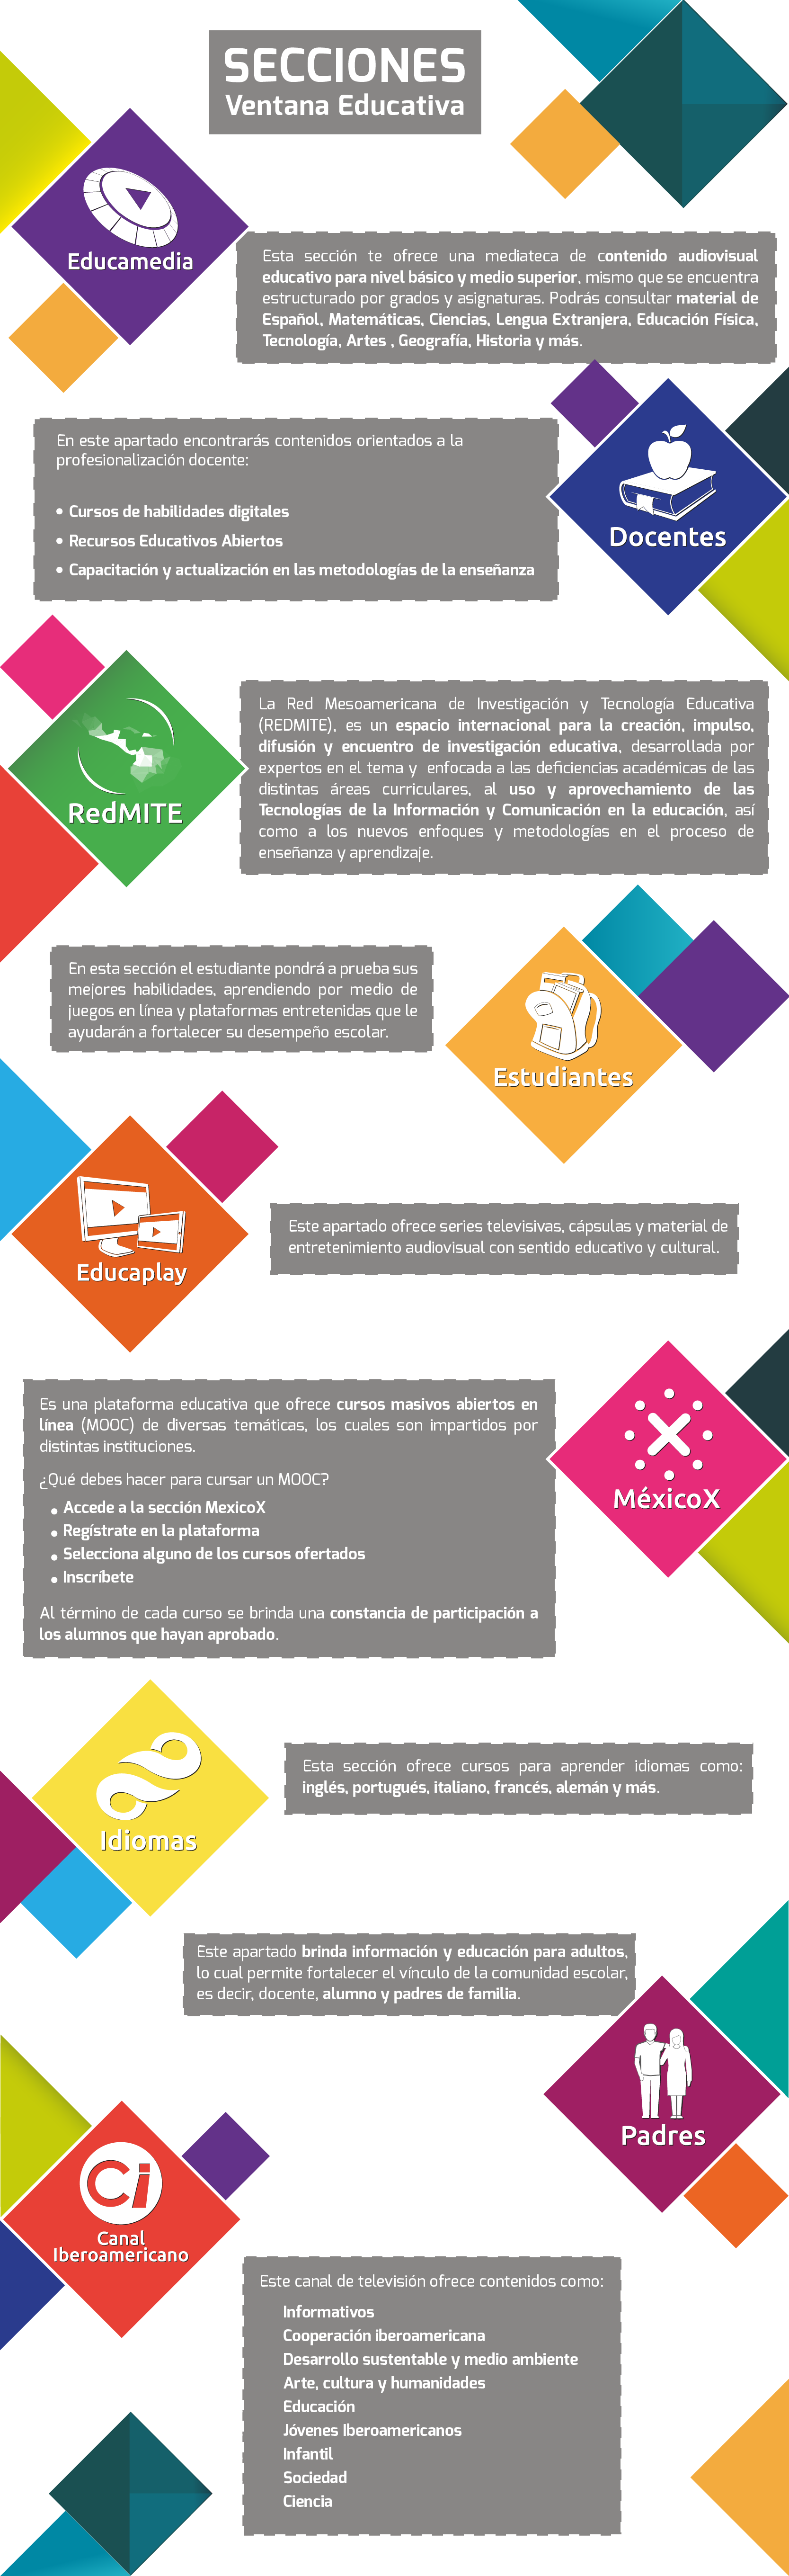 SECCIONES
Ventana Educativa
Educamedia
Esta sección te ofrece una mediateca de contenido audiovisual
educativo para nivel básico y medio superior, mismo que se encuentra
estructurado por grados y asignaturas. Podrás consultar material de
Español, Matemáticas, Ciencias, Lengua Extranjera, Educación Física,
Tecnología, Artes , Geografía, Historia y más.
En este apartado encontrarás contenidos orientados a la
profesionalización docente:
• Cursos de habilidades digitales
• Recursos Educativos Abiertos
• Capacitación y actualización en las metodologías de la enseñanza
Docentes
RedMITE
La Red Mesoamericana de Investigación y Tecnología Educativa
(REDMITE), es un espacio internacional para la creación, impulso,
difusión y encuentro de investigación educativa, desarrollada por
expertos en el tema y enfocada a las deficiencias académicas de las
distintas áreas curriculares, al uso y aprovechamiento de las
Tecnologías de la Información y Comunicación en la educación, así
como a los nuevos enfoques y metodologías en el proceso de
enseñanza y aprendizaje.
En esta sección el estudiante pondrá a prueba sus
mejores habilidades, aprendiendo por medio de
juegos en línea y plataformas entretenidas que le
ayudarán a fortalecer su desempeño escolar.
Estudiantes
Educaplay
Este apartado ofrece series televisivas, cápsulas y material de
entretenimiento audiovisual con sentido educativo y cultural.
Es una plataforma educativa que ofrece cursos masivos abiertos en
línea (MOOC) de diversas temáticas, los cuales son impartidos por
distintas instituciones.
¿Qué debes hacer para cursar un MOOC?
• Accede a la sección MexicoX
• Regístrate en la plataforma
• Selecciona alguno de los cursos ofertados
• Inscríbete
Al término de cada curso se brinda una constancia de participación a
los alumnos que hayan aprobado.
MéxicoX
Idiomas
Esta sección ofrece cursos para aprender idiomas como:
inglés, portugués, italiano, francés, alemán y más.
Este apartado brinda información y educación para adultos,
lo cual permite fortalecer el vínculo de la comunidad escolar,
es decir, docente, alumno y padres de familia.
Padres
Ci
Canal
Iberoamericano
Este canal de televisión ofrece contenidos como:
Informativos
Cooperación iberoamericana
Desarrollo sustentable y medio ambiente
Arte, cultura y humanidades
Educación
Jóvenes Iberoamericanos
Infantil
Sociedad
Ciencia